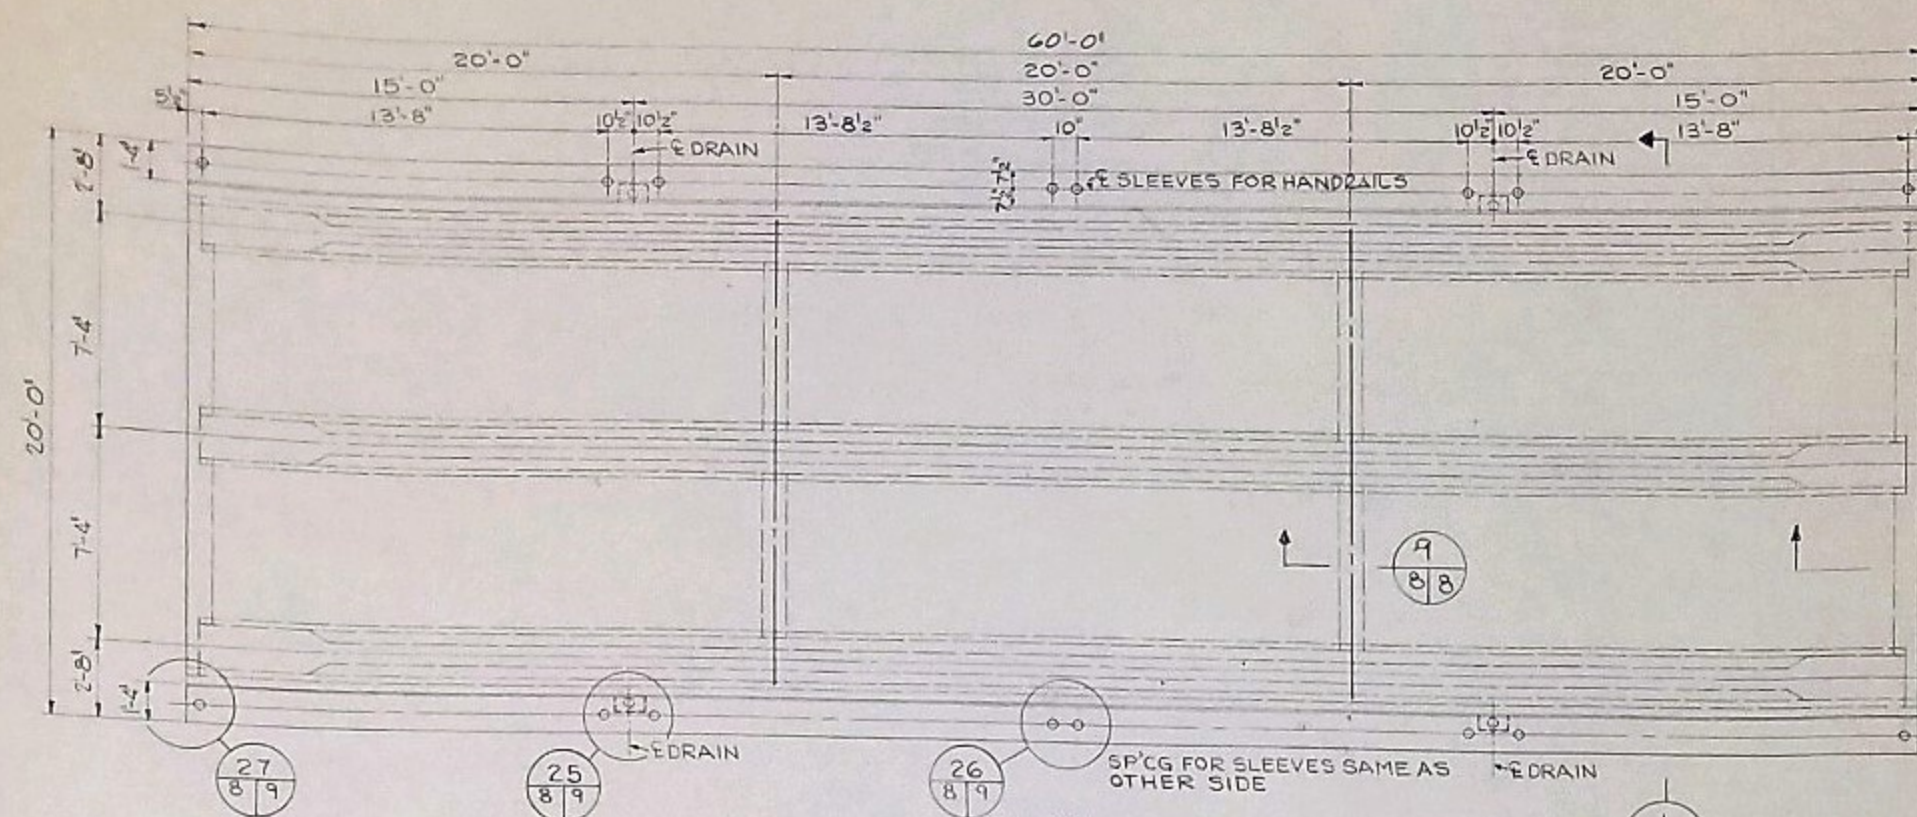 60'-0"
20'-0" 20'-0" 20'-0"
15'-0" 30'-0" 15'-0"
5½" 13'-8" 10½" 10½" 13'-8½" 10" 13'-8½" 10½" 10½" 13'-8"
℄ DRAIN ℄ DRAIN
2'-8" 1'-4" 7½" ℄ SLEEVES FOR HANDRAILS
7½"
7'-4"
20'-0"
7'-4" 9
8 8
2'-8"
1'-4"
℄ DRAIN SP'CG FOR SLEEVES SAME AS ℄ DRAIN
OTHER SIDE
27 25 26
8 9 8 9 8 9